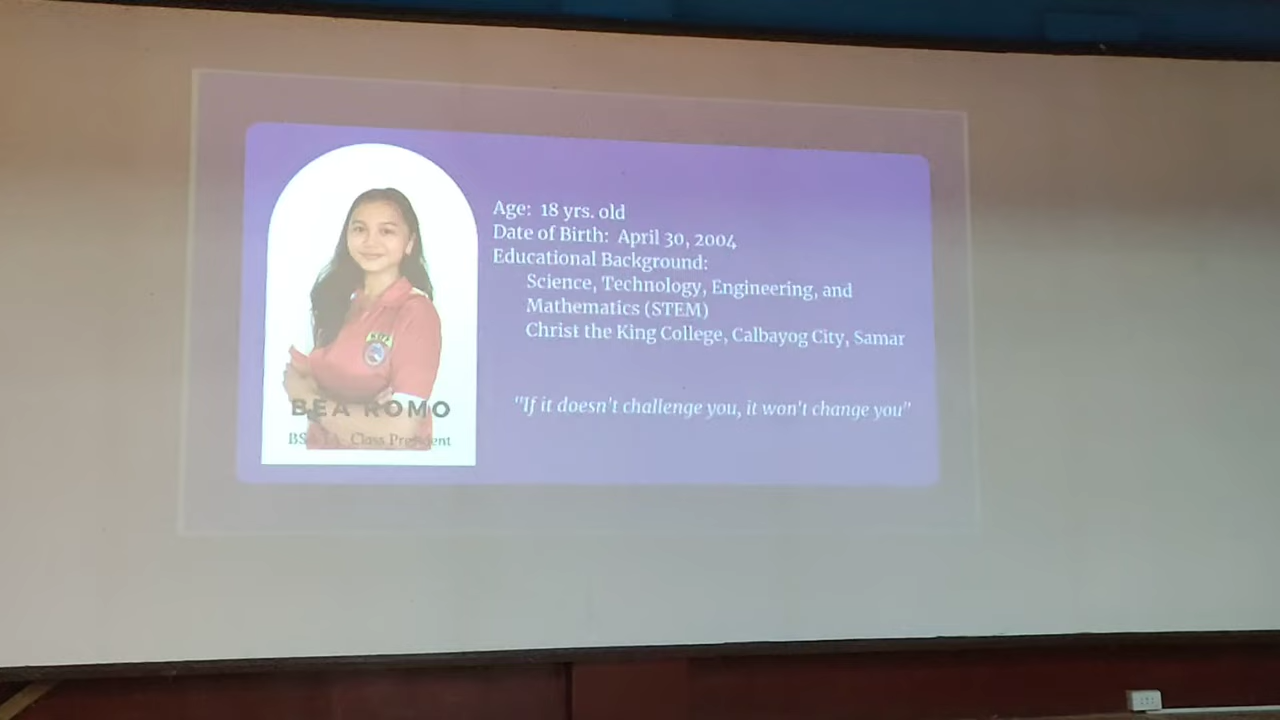 Age: 18 yrs. old
Date of Birth: April 30, 2004
Educational Background:
Science, Technology, Engineering, and
Mathematics (STEM)
Christ the King College, Calbayog City, Samar
"If it doesn't challenge you, it won't change you"
BEA ROMO
Class President